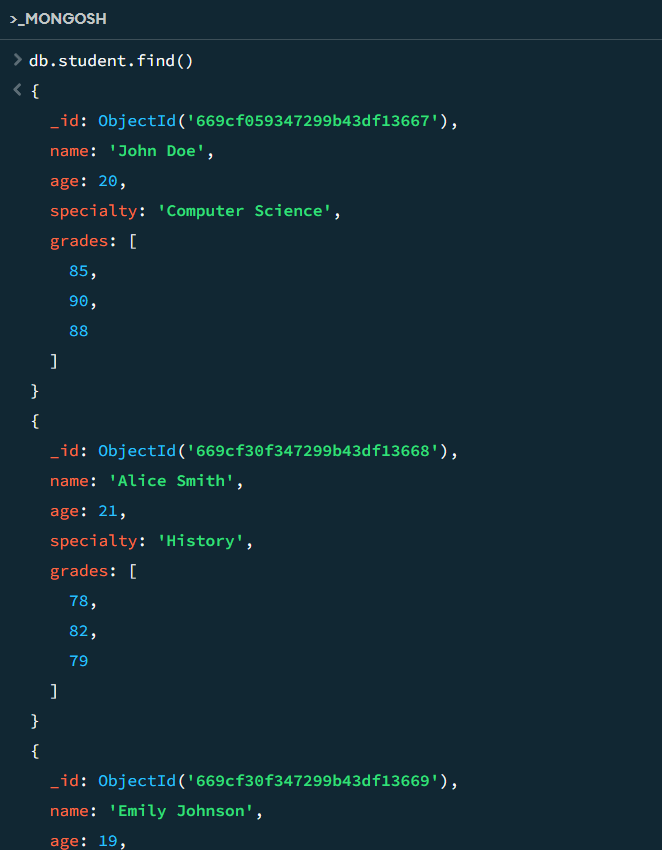 >_MONGOSH
> db.student.find()
< {
_id: ObjectId('669cf059347299b43df13667'),
name: 'John Doe',
age: 20,
specialty: 'Computer Science',
grades: [
85,
90,
88
]
}
{
_id: ObjectId('669cf30f347299b43df13668'),
name: 'Alice Smith',
age: 21,
specialty: 'History',
grades: [
78,
82,
79
]
}
{
_id: ObjectId('669cf30f347299b43df13669'),
name: 'Emily Johnson',
age: 19,